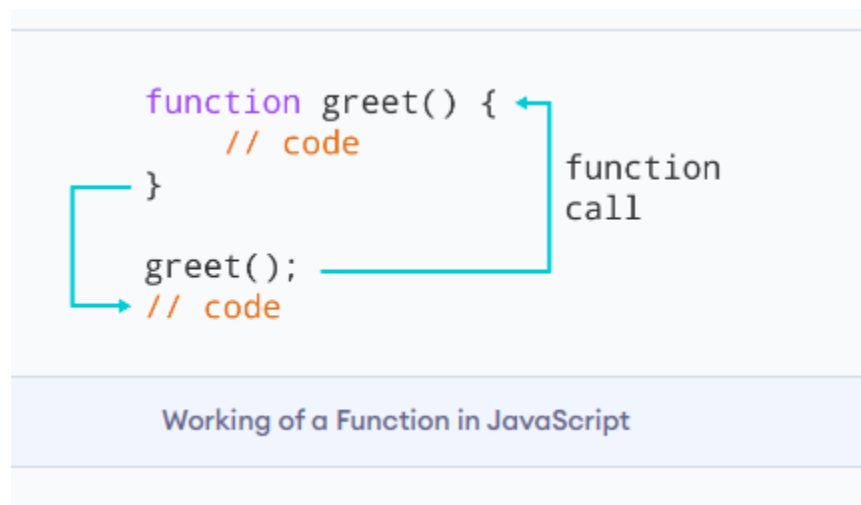 function greet() {
// code
}
function
call
greet();
// code
Working of a Function in JavaScript